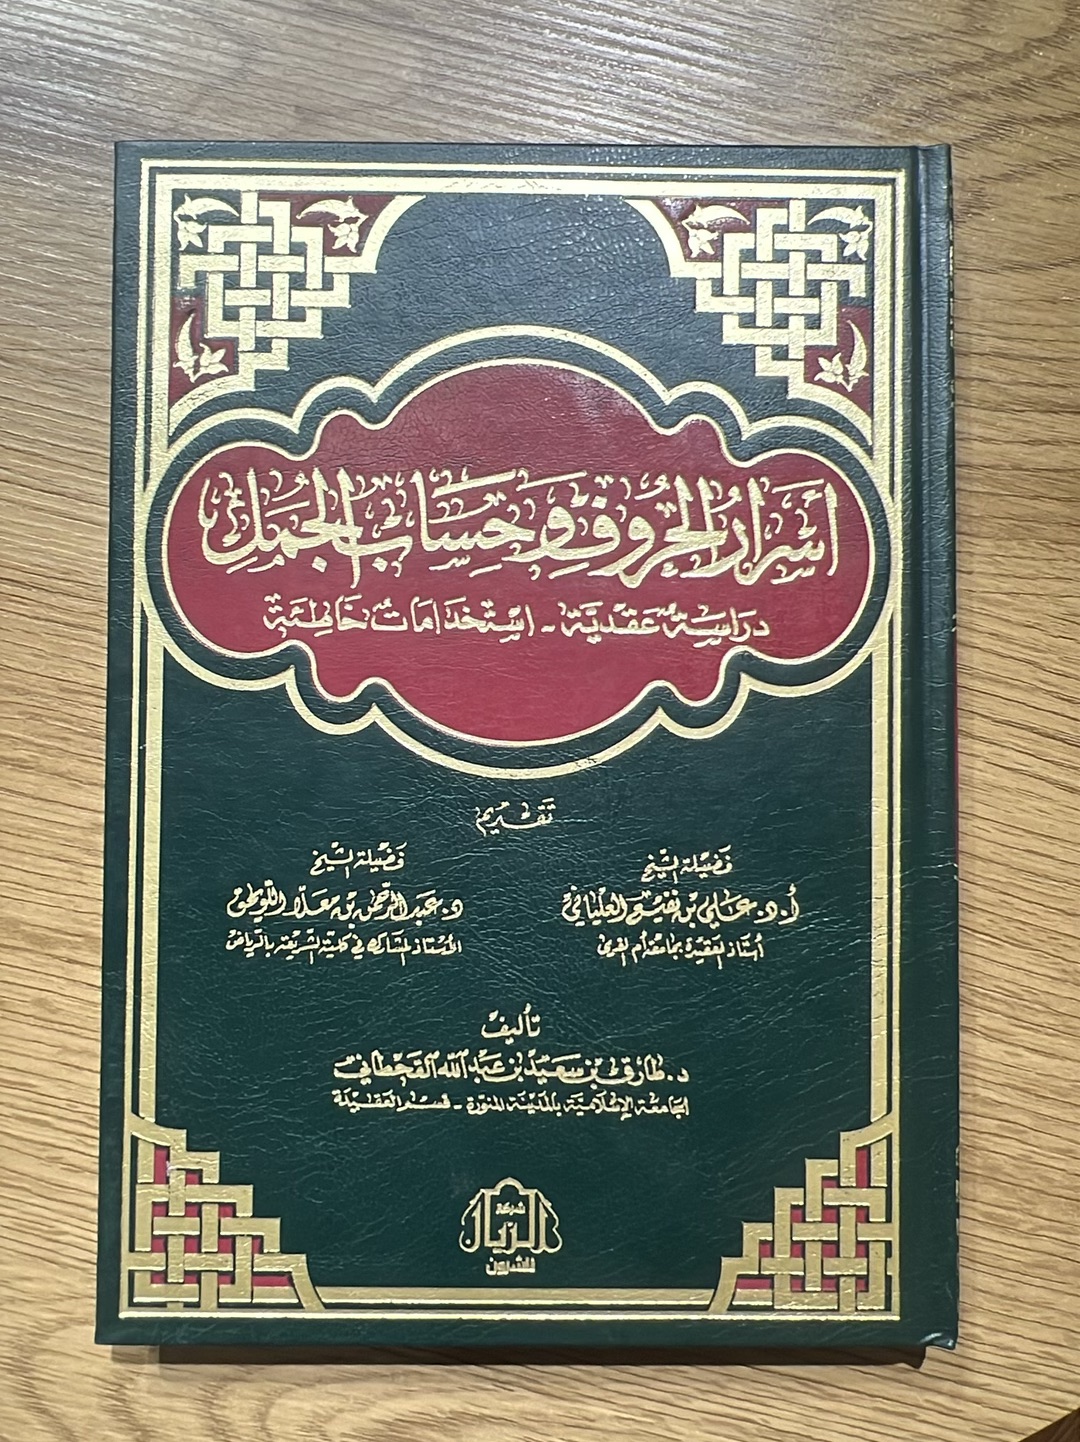 أسرار الحروف وحساب الجمل
دراسة عقدية - استخدامات خاطئة
تقديم
فضيلة الشيخ
أ.د. علي بن نفيع العلياني
أستاذ العقيدة بجامعة أم القرى
فضيلة الشيخ
د. عبد الرحمن بن معلا اللويحق
الأستاذ المشارك في كلية الشريعة بالرياض
تأليف
د. طارق بن سعيد بن عبد الله القحطاني
الجامعة الإسلامية بالمدينة المنورة - قسم العقيدة
شركة
الريان
ناشرون